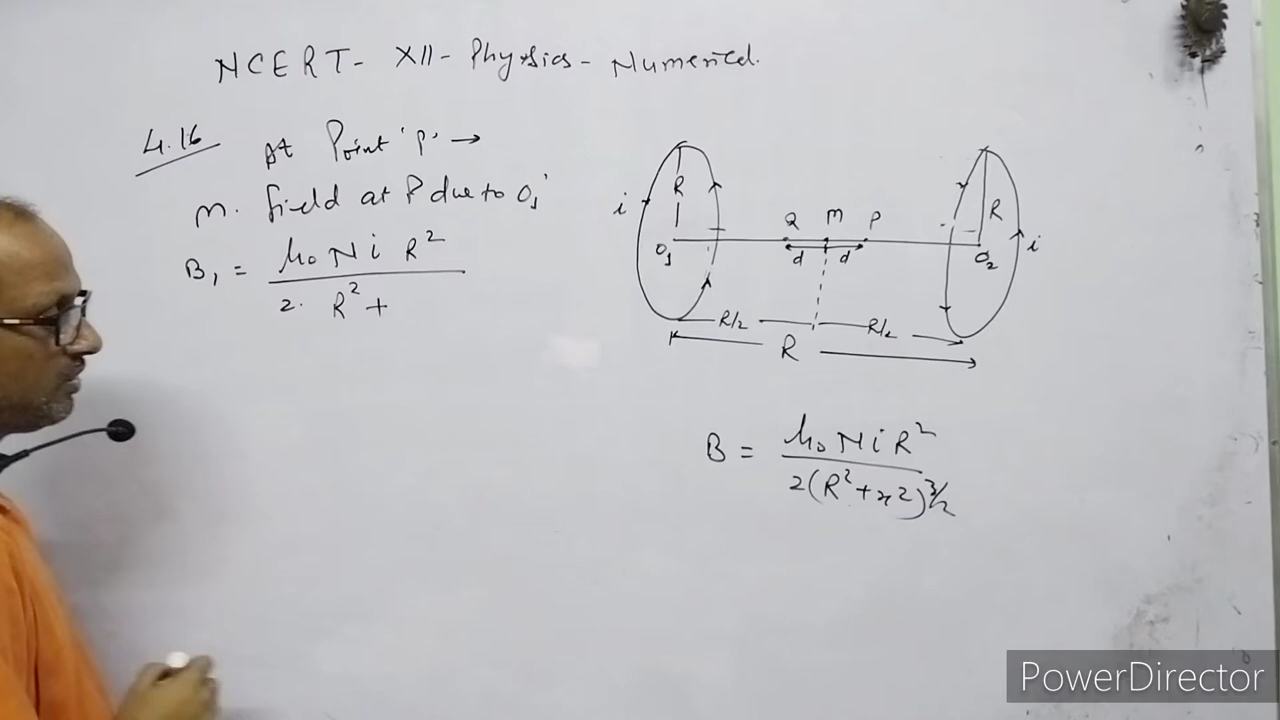 NCERT- XII- Physics- Numerical.
4.16 At Point 'P' →
m. field at P due to O₁'
B₁ = μ₀ N i R²
2. R² +
i R R i
Q M P
O₁ d d O₂
R/2 R/2
R
B = μ₀ N i R²
2(R²+x²)^3/2
PowerDirector